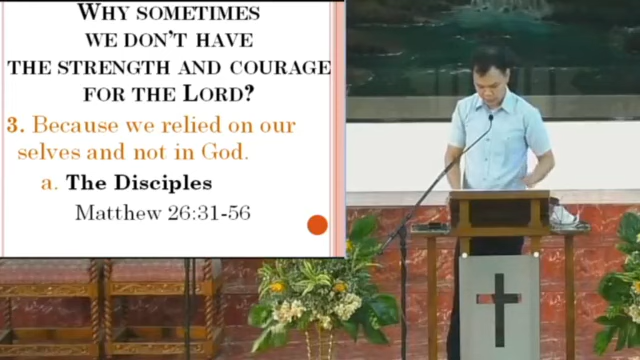 WHY SOMETIMES
WE DON'T HAVE
THE STRENGTH AND COURAGE
FOR THE LORD?
3. Because we relied on our
selves and not in God.
a. The Disciples
Matthew 26:31-56